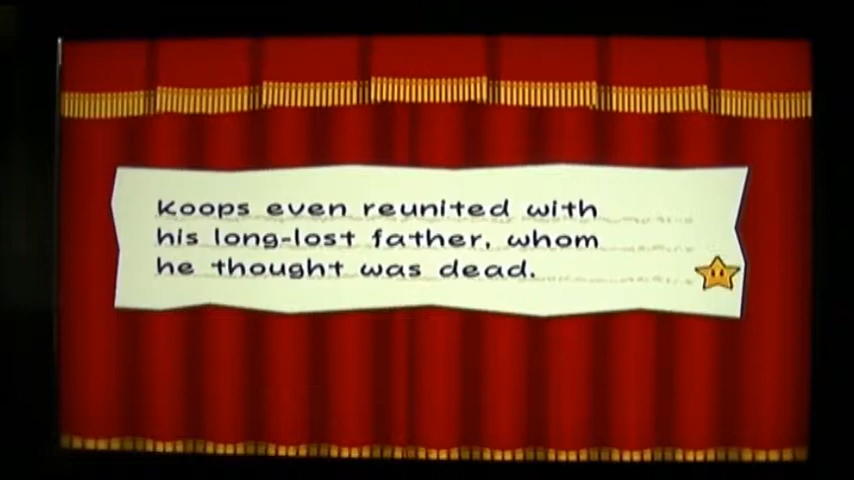 Koops even reunited with
his long-lost father, whom
he thought was dead.